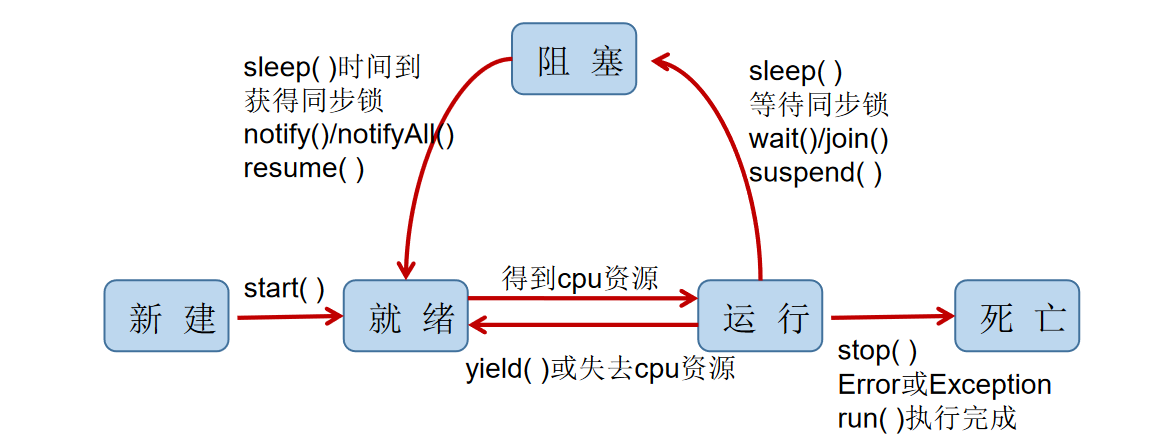 阻 塞
sleep( )时间到
获得同步锁
notify()/notifyAll()
resume( )
sleep( )
等待同步锁
wait()/join()
suspend( )
新 建
start( )
就 绪
得到cpu资源
yield( )或失去cpu资源
运 行
死 亡
stop( )
Error或Exception
run( )执行完成